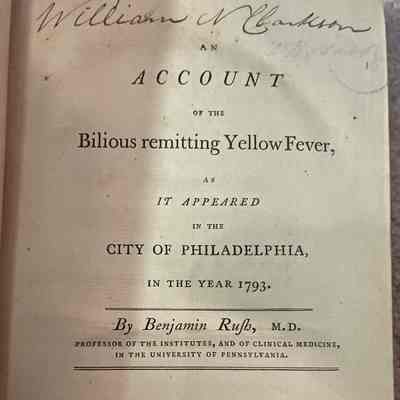 William N Clarkson
AN
ACCOUNT
OF THE
Bilious remitting Yellow Fever,
AS
IT APPEARED
IN THE
CITY OF PHILADELPHIA,
IN THE YEAR 1793.
By Benjamin Ruſh, M.D.
PROFESSOR OF THE INSTITUTES, AND OF CLINICAL MEDICINE,
IN THE UNIVERSITY OF PENNSYLVANIA.